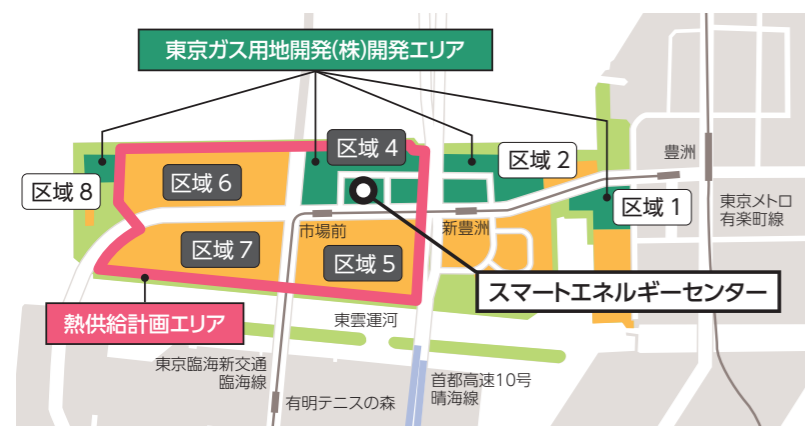 東京ガス用地開発(株)開発エリア
区域 4
区域 2
豊洲
区域 8
区域 6
区域 1
東京メトロ
有楽町線
市場前
新豊洲
区域 7
区域 5
スマートエネルギーセンター
熱供給計画エリア
東雲運河
東京臨海新交通
臨海線
首都高速10号
晴海線
有明テニスの森